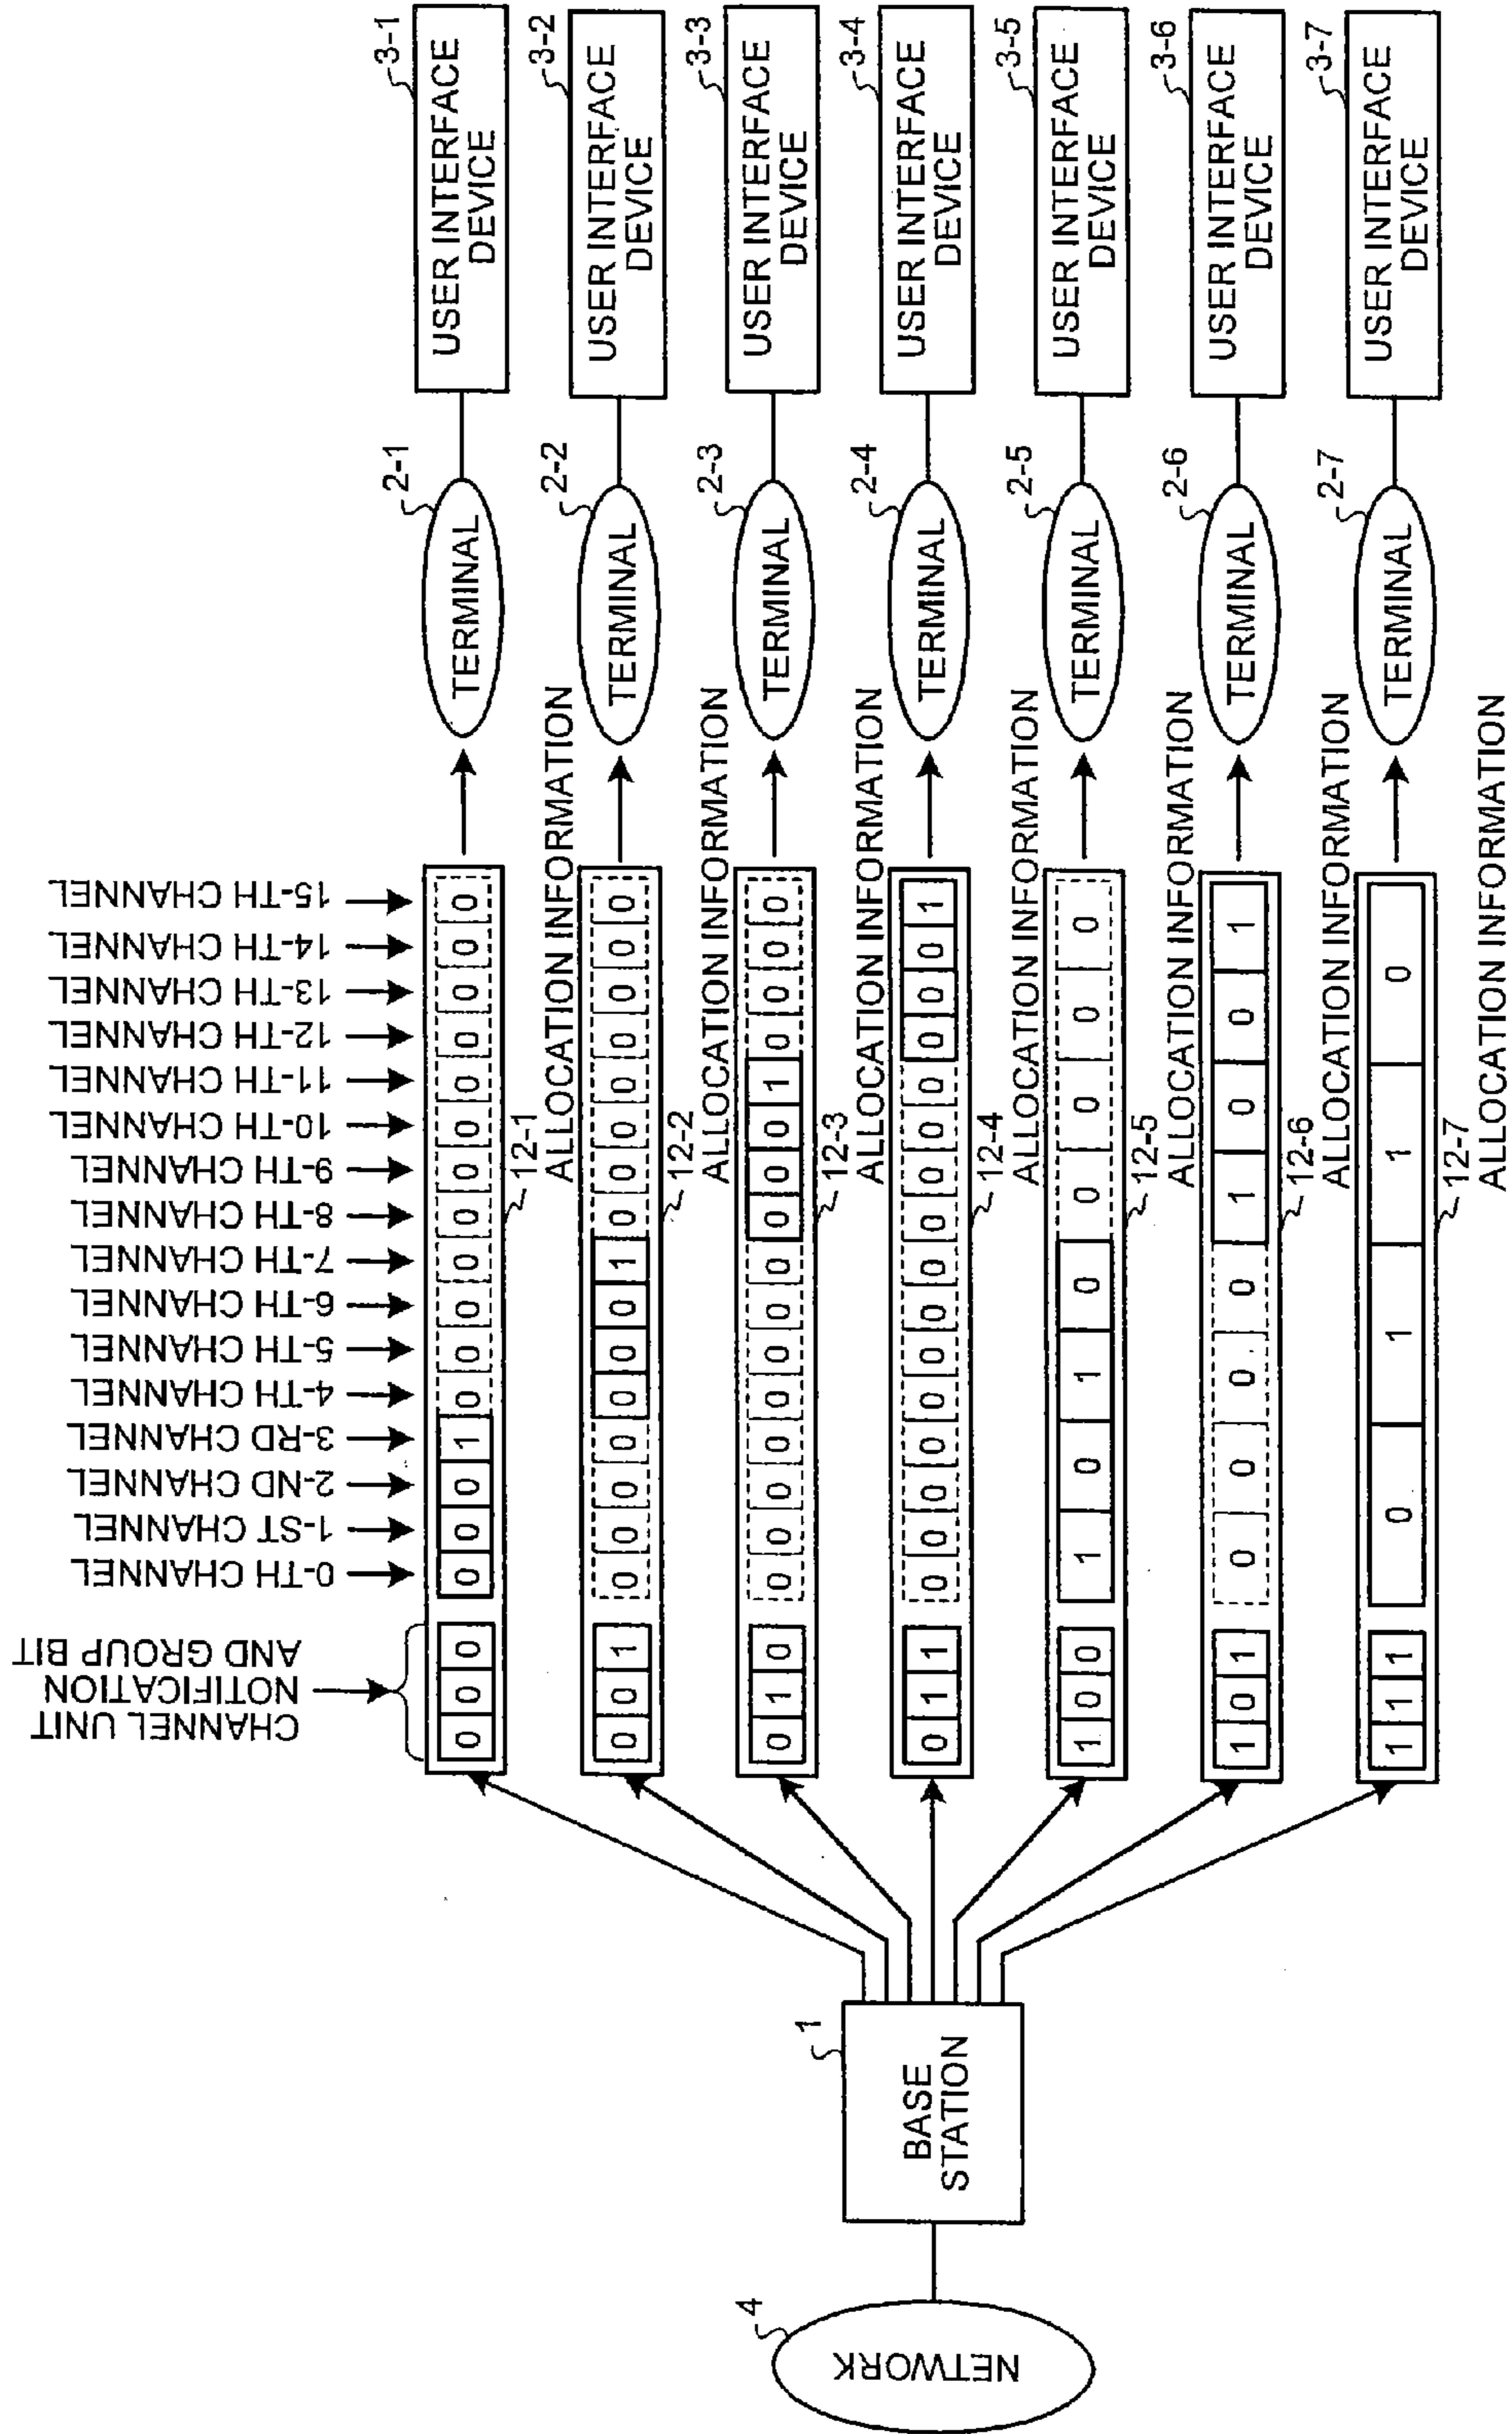 CHANNEL UNIT
NOTIFICATION
AND GROUP BIT
0-TH CHANNEL
1-ST CHANNEL
2-ND CHANNEL
3-RD CHANNEL
4-TH CHANNEL
5-TH CHANNEL
6-TH CHANNEL
7-TH CHANNEL
8-TH CHANNEL
9-TH CHANNEL
10-TH CHANNEL
11-TH CHANNEL
12-TH CHANNEL
13-TH CHANNEL
14-TH CHANNEL
15-TH CHANNEL
4
NETWORK
1
BASE
STATION
0 0 0 0 0 0 1 0 0 0 0 0 0 0 0 0 0 0 0
12-1
ALLOCATION INFORMATION
2-1
TERMINAL
3-1
USER INTERFACE
DEVICE
0 0 1 0 0 0 0 0 0 0 1 0 0 0 0 0 0 0 0
12-2
ALLOCATION INFORMATION
2-2
TERMINAL
3-2
USER INTERFACE
DEVICE
0 1 0 0 0 0 0 0 0 0 0 0 0 0 1 0 0 0 0
12-3
ALLOCATION INFORMATION
2-3
TERMINAL
3-3
USER INTERFACE
DEVICE
0 1 1 0 0 0 0 0 0 0 0 0 0 0 0 0 0 0 1
12-4
ALLOCATION INFORMATION
2-4
TERMINAL
3-4
USER INTERFACE
DEVICE
1 0 0 1 0 1 0 0 0 0 0
12-5
ALLOCATION INFORMATION
2-5
TERMINAL
3-5
USER INTERFACE
DEVICE
1 0 1 0 0 0 0 1 0 0 1
12-6
ALLOCATION INFORMATION
2-6
TERMINAL
3-6
USER INTERFACE
DEVICE
1 1 1 0 1 1 0
12-7
ALLOCATION INFORMATION
2-7
TERMINAL
3-7
USER INTERFACE
DEVICE